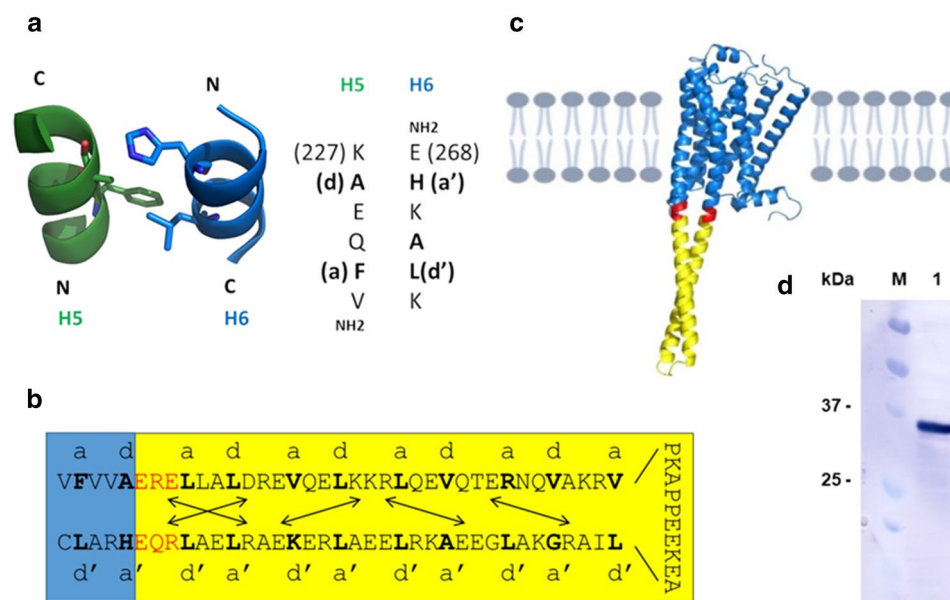 a
C
N
N
H5
C
H6
H5 H6
NH2
(227) K E (268)
(d) A H (a’)
E K
Q A
(a) F L(d’)
V K
NH2
b
a d a d a d a d a d a
VFVVAERELLALDREVQELKKRLQEVQTERNQVAKRV
CLARHEQRLAELRAEKERLAEELRKAEEGLAKGRAIL
d’ a’ d’ a’ d’ a’ d’ a’ d’ a’ d’
PKAPPEEKEA
c
d
kDa M 1
37 -
25 -